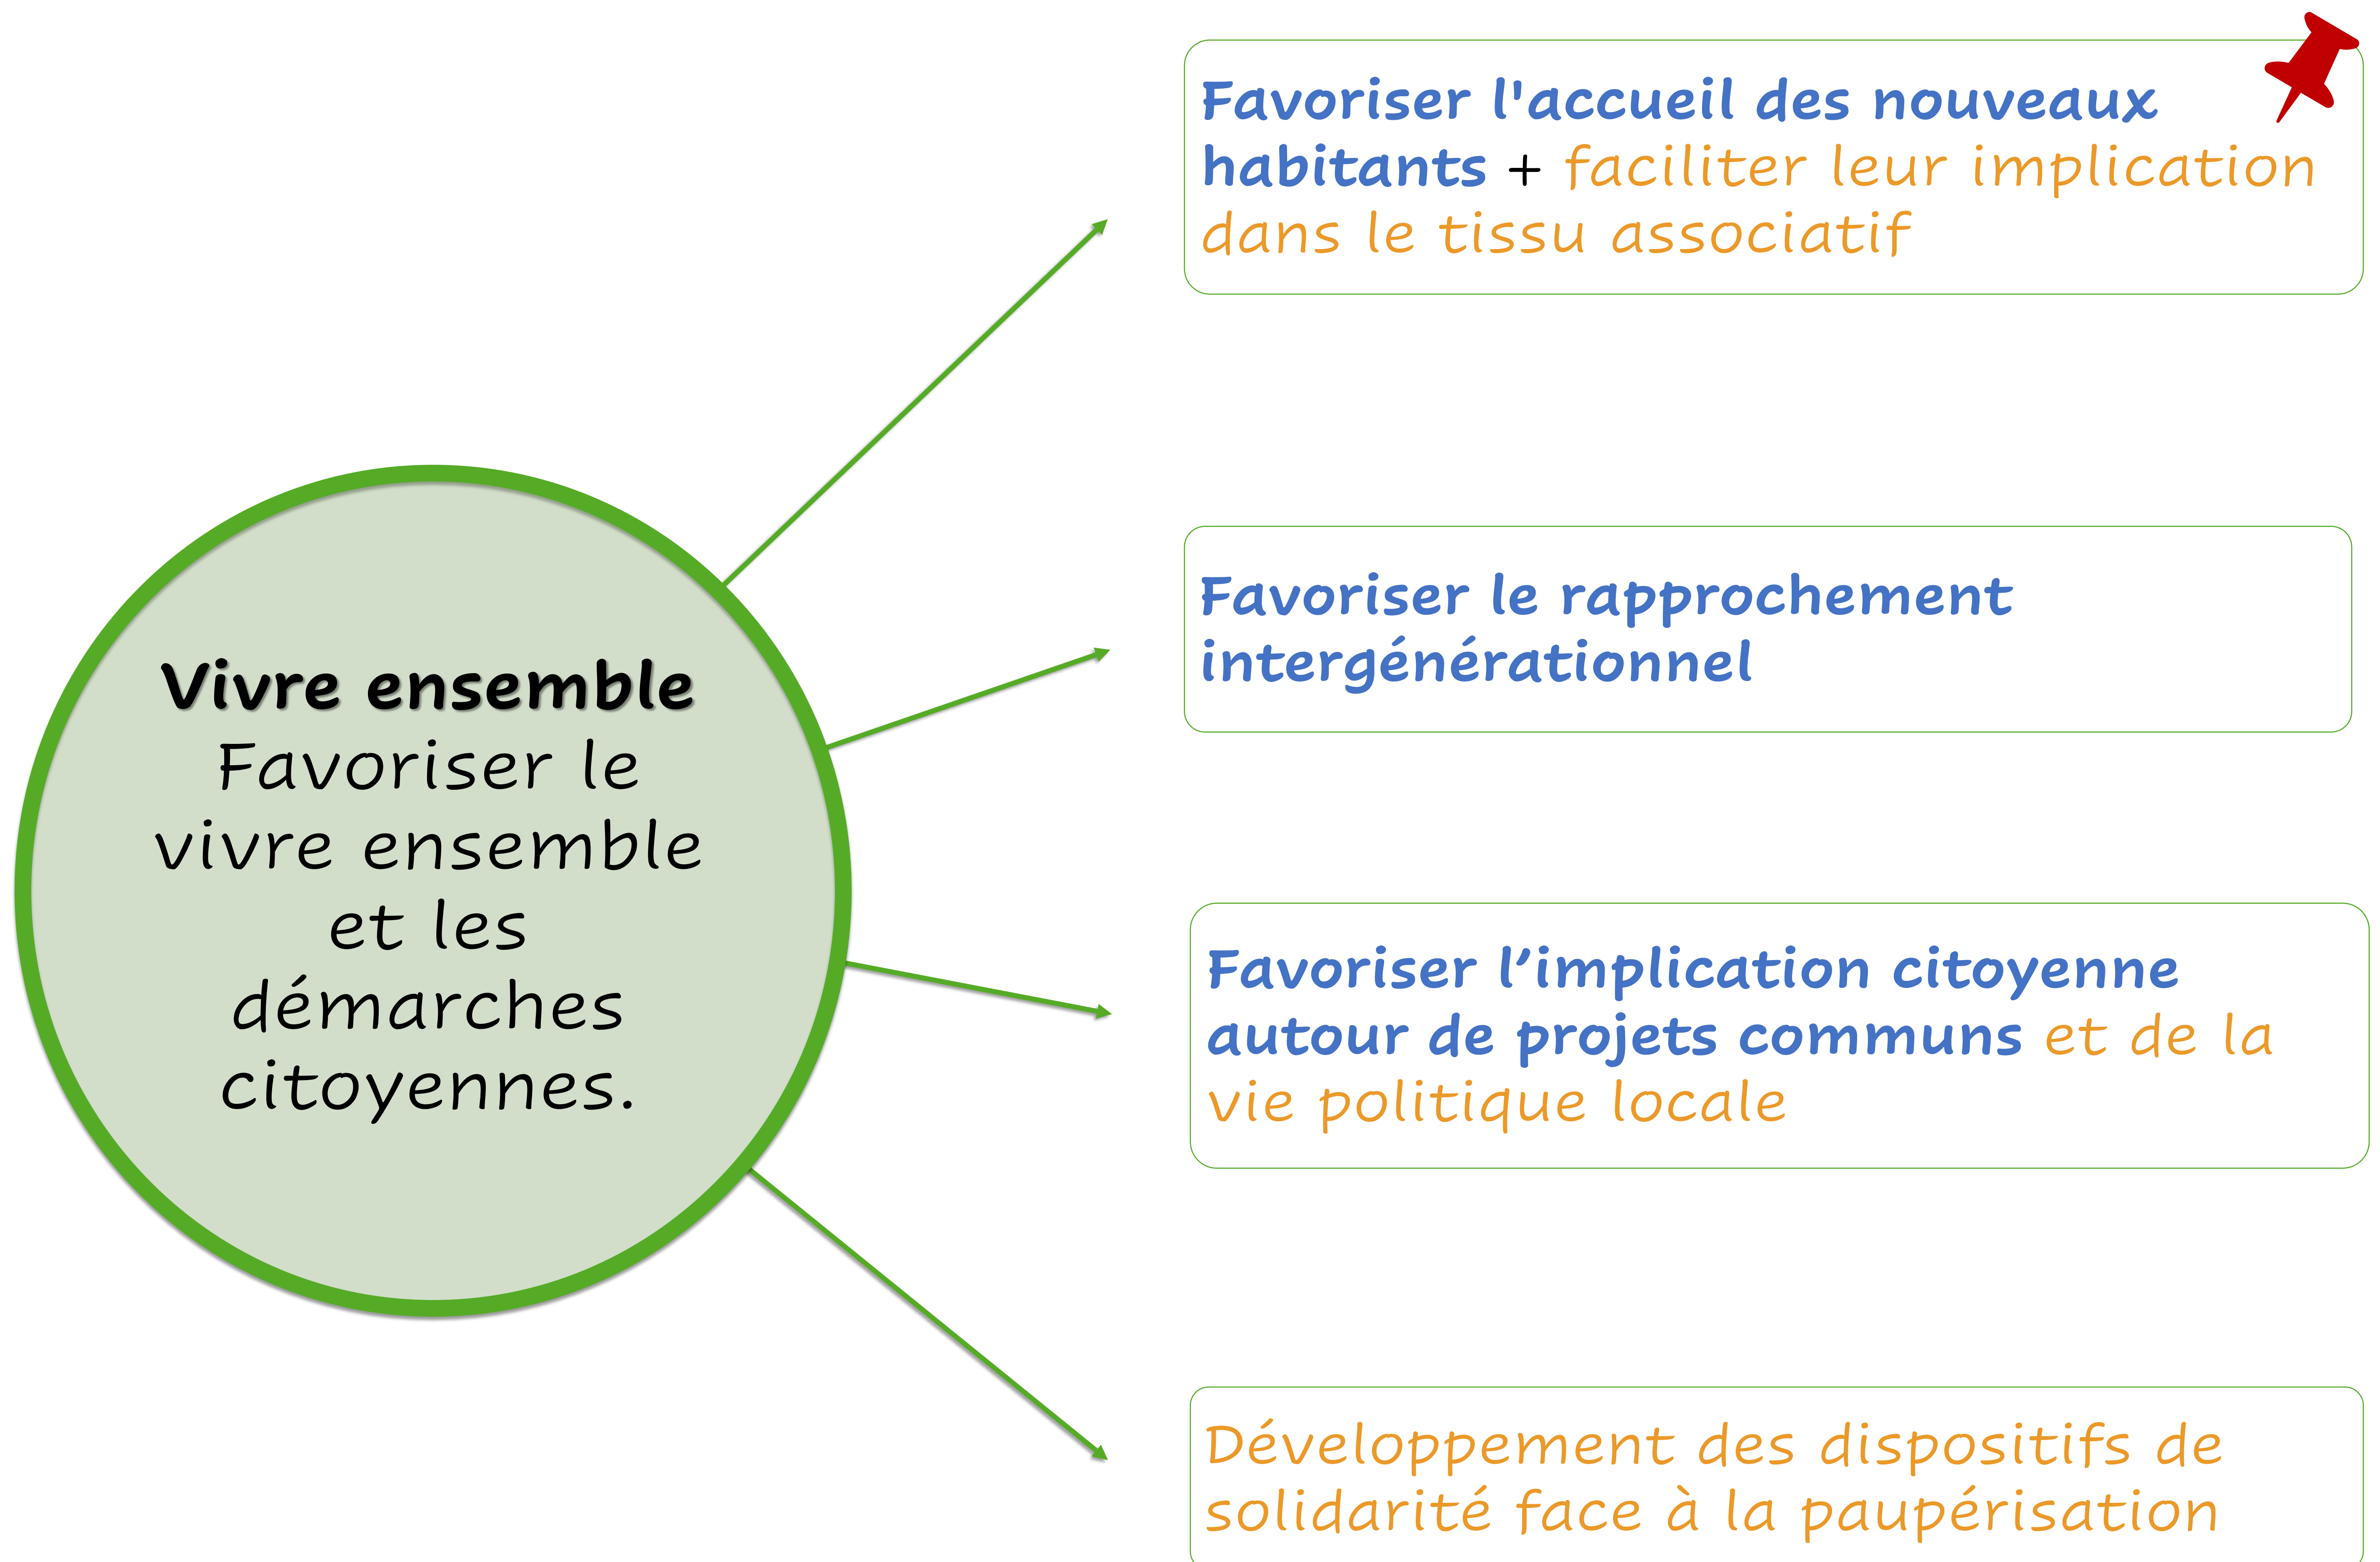 Vivre ensemble
Favoriser le
vivre ensemble
et les
démarches
citoyennes.
Favoriser l'accueil des nouveaux
habitants + faciliter leur implication
dans le tissu associatif
Favoriser le rapprochement
intergénérationnel
Favoriser l’implication citoyenne
autour de projets communs et de la
vie politique locale
Développement des dispositifs de
solidarité face à la paupérisation